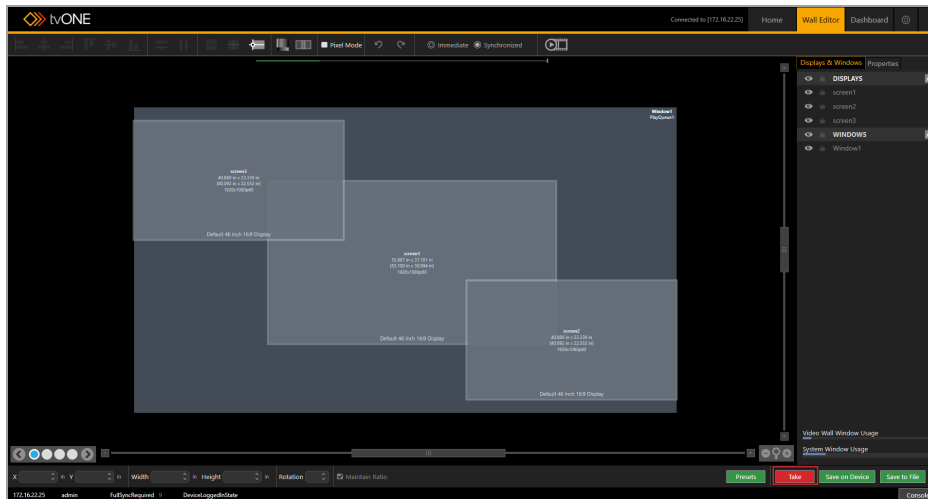 tvONE
Connected to [172.16.22.25]
Home
Wall Editor
Dashboard
Pixel Mode
Immediate
Synchronized
Displays & Windows
Properties
DISPLAYS
screen1
screen2
screen3
WINDOWS
Window1
Window1
PlayQueue1
screen3
1920x1080p60
Default 46 inch 16:9 Display
screen1
1920x1080p60
Default 46 inch 16:9 Display
screen2
1920x1080p60
Default 46 inch 16:9 Display
Video Wall Window Usage
System Window Usage
X in Y in Width in Height in Rotation Maintain Ratio
Presets
Take
Save on Device
Save to File
172.16.22.25 admin FullSyncRequired 9 DeviceLoggedInState
Console